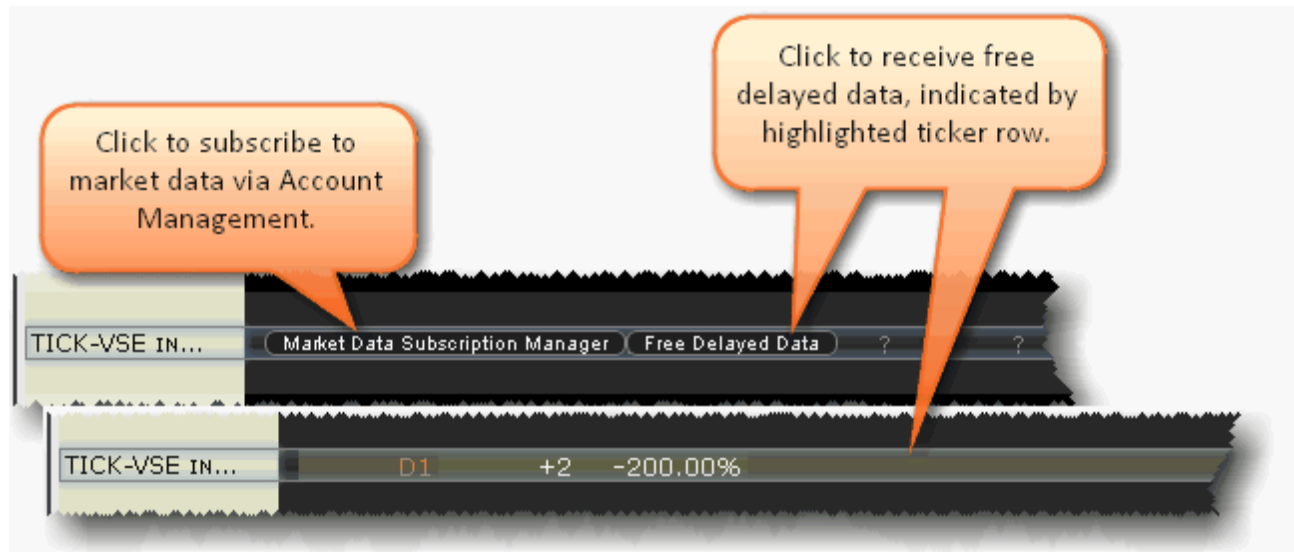 Click to receive free
delayed data, indicated by
highlighted ticker row.
Click to subscribe to
market data via Account
Management.
TICK-VSE IN... Market Data Subscription Manager Free Delayed Data ? ?
TICK-VSE IN... D1 +2 -200.00%